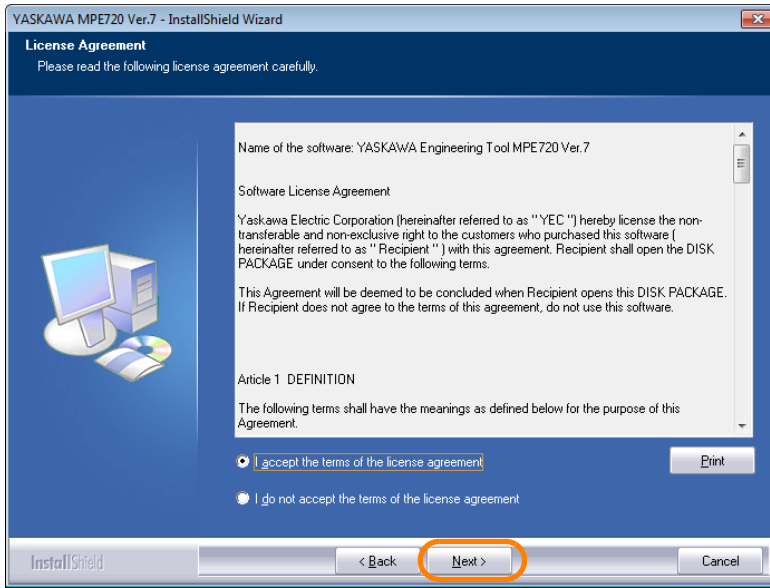 YASKAWA MPE720 Ver.7 - InstallShield Wizard
License Agreement
Please read the following license agreement carefully.
Name of the software: YASKAWA Engineering Tool MPE720 Ver.7
Software License Agreement
Yaskawa Electric Corporation (hereinafter referred to as " YEC ") hereby license the non-
transferable and non-exclusive right to the customers who purchased this software (
hereinafter referred to as " Recipient " ) with this agreement. Recipient shall open the DISK
PACKAGE under consent to the following terms.
This Agreement will be deemed to be concluded when Recipient opens this DISK PACKAGE.
If Recipient does not agree to the terms of this agreement, do not use this software.
Article 1 DEFINITION
The following terms shall have the meanings as defined below for the purpose of this
Agreement.
I accept the terms of the license agreement
Print
I do not accept the terms of the license agreement
InstallShield
< Back
Next >
Cancel